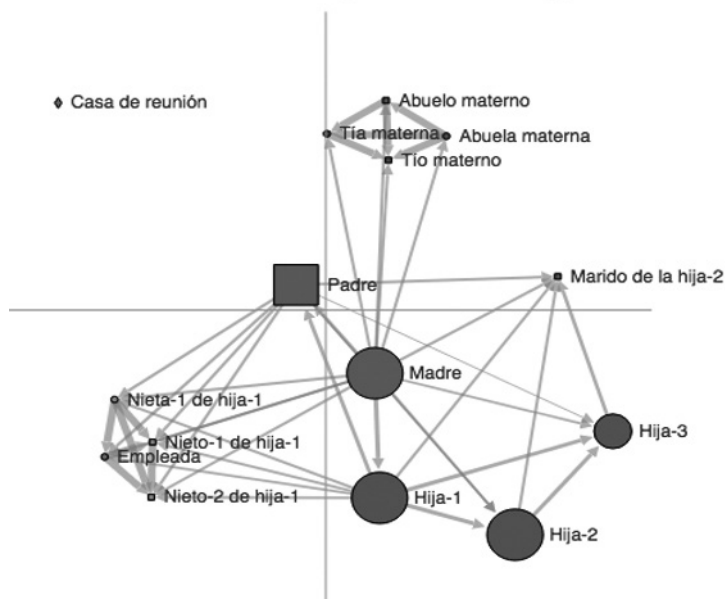 Casa de reunión
Abuelo materno
Tía materna
Abuela materna
Tío materno
Marido de la hija-2
Padre
Madre
Nieta-1 de hija-1
Hija-3
Nieto-1 de hija-1
Empleada
Nieto-2 de hija-1
Hija-1
Hija-2